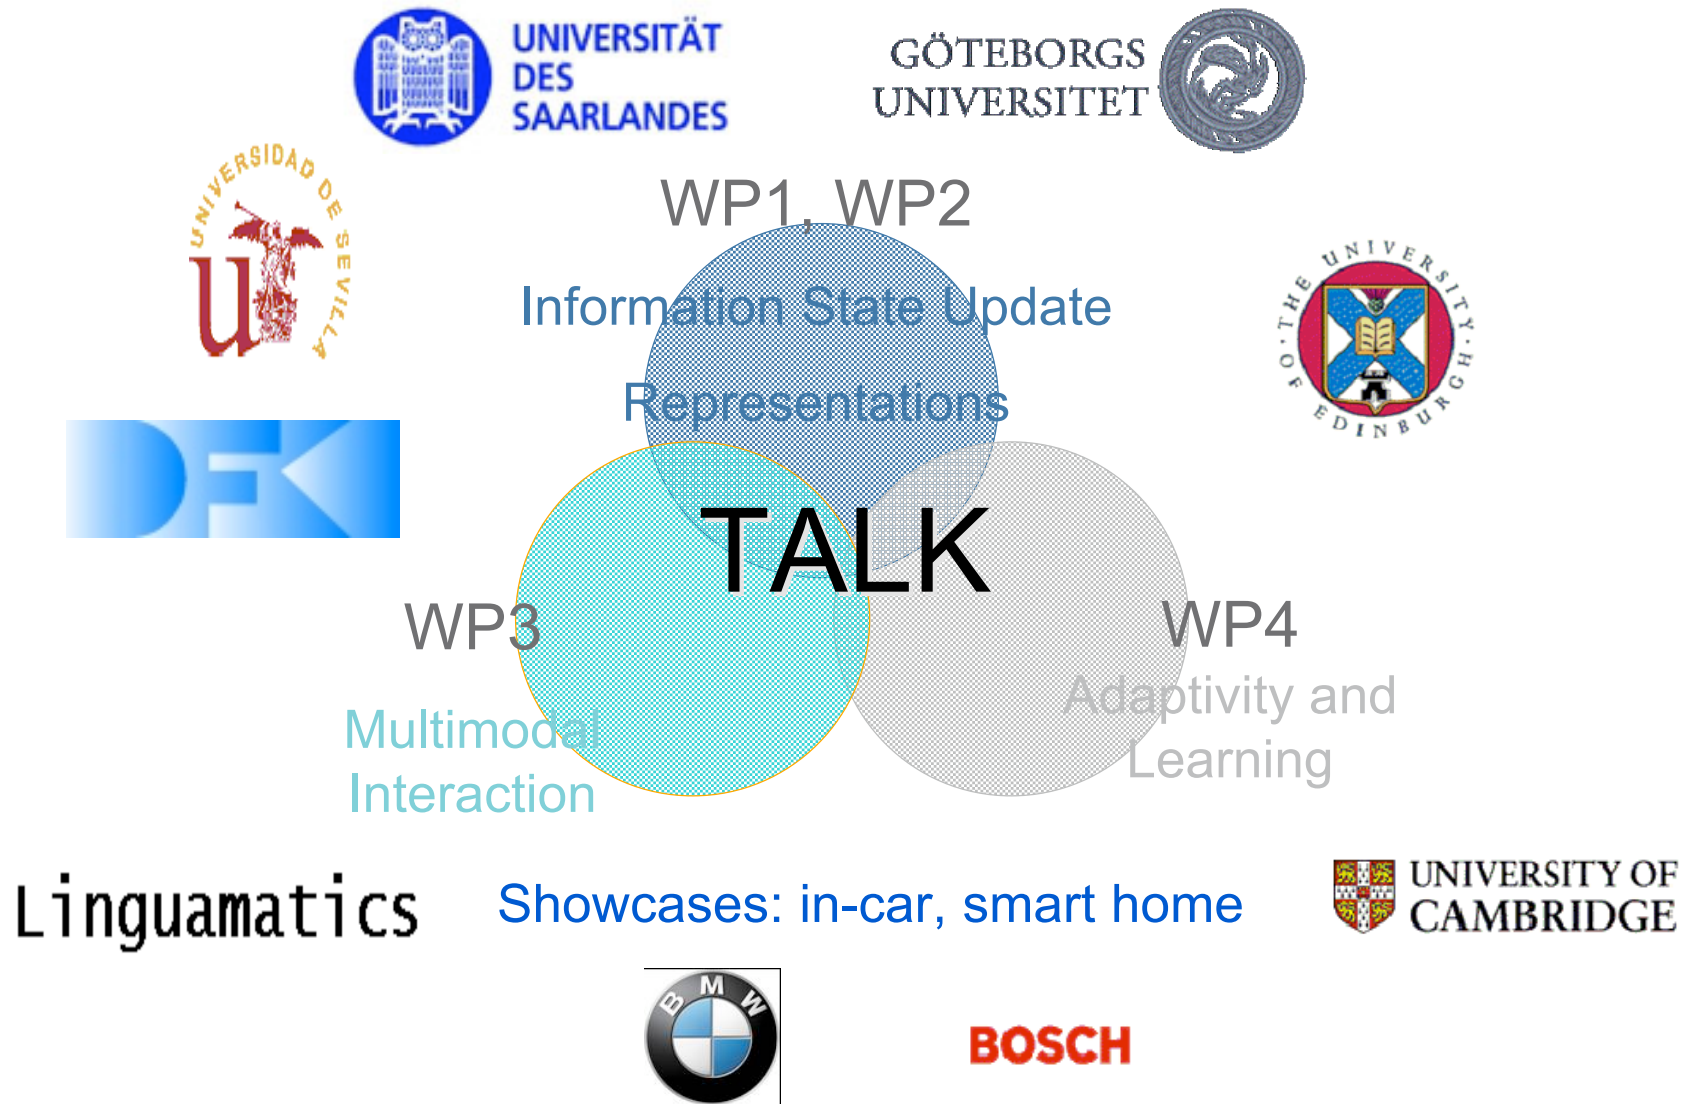 UNIVERSITÄT
DES
SAARLANDES
GÖTEBORGS
UNIVERSITET
UNIVERSIDAD DE SEVILLA
WP1, WP2
Information State Update
Representations
THE UNIVERSITY OF EDINBURGH
DFK
TALK
WP3
Multimodal
Interaction
WP4
Adaptivity and
Learning
Linguamatics
Showcases: in-car, smart home
UNIVERSITY OF
CAMBRIDGE
BMW
BOSCH